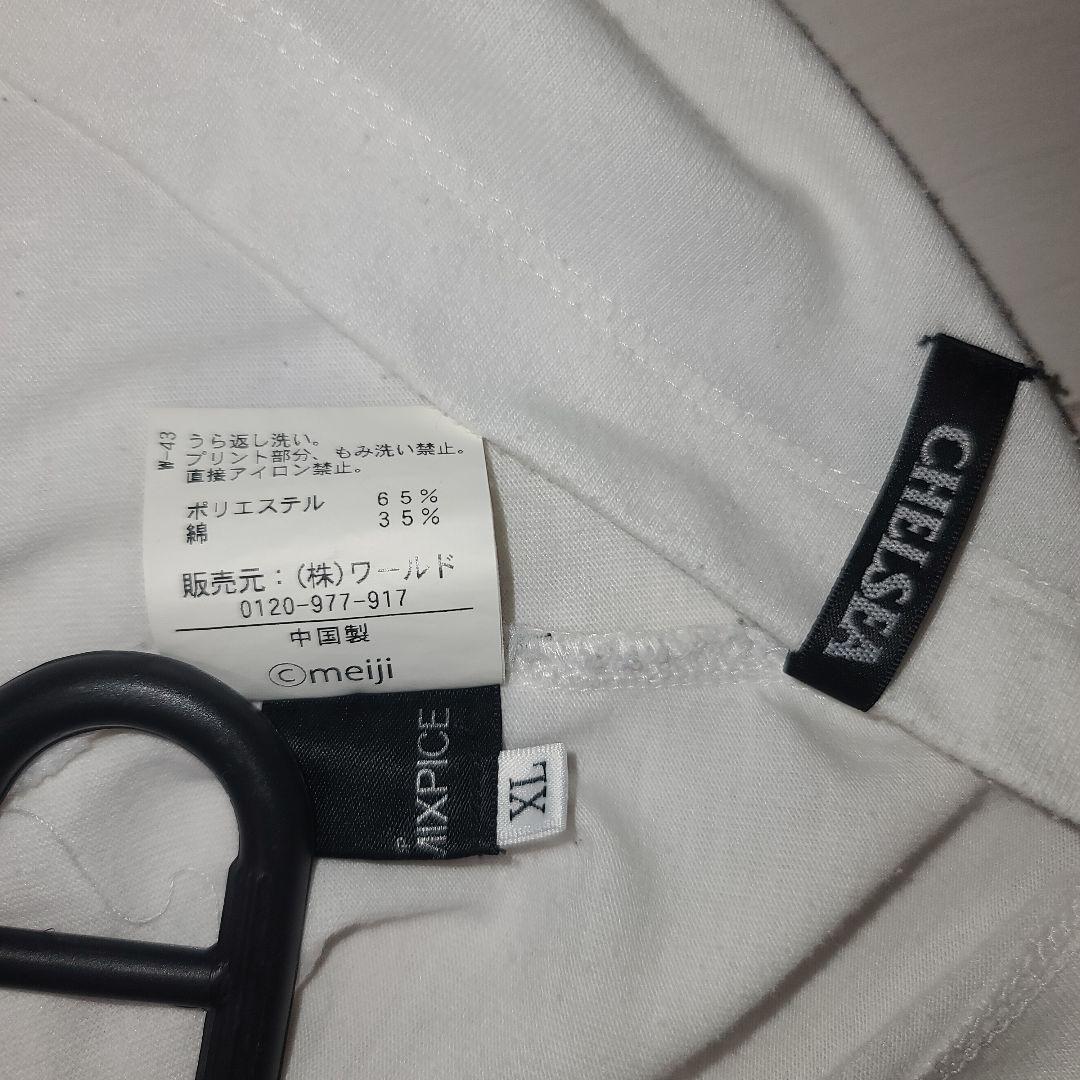 W-43
うら返し洗い。
プリント部分、もみ洗い禁止。
直接アイロン禁止。
ポリエステル 65%
綿 35%
販売元:(株)ワールド
0120-977-917
中国製
©meiji
MIXPICE
XL
CHELSEA